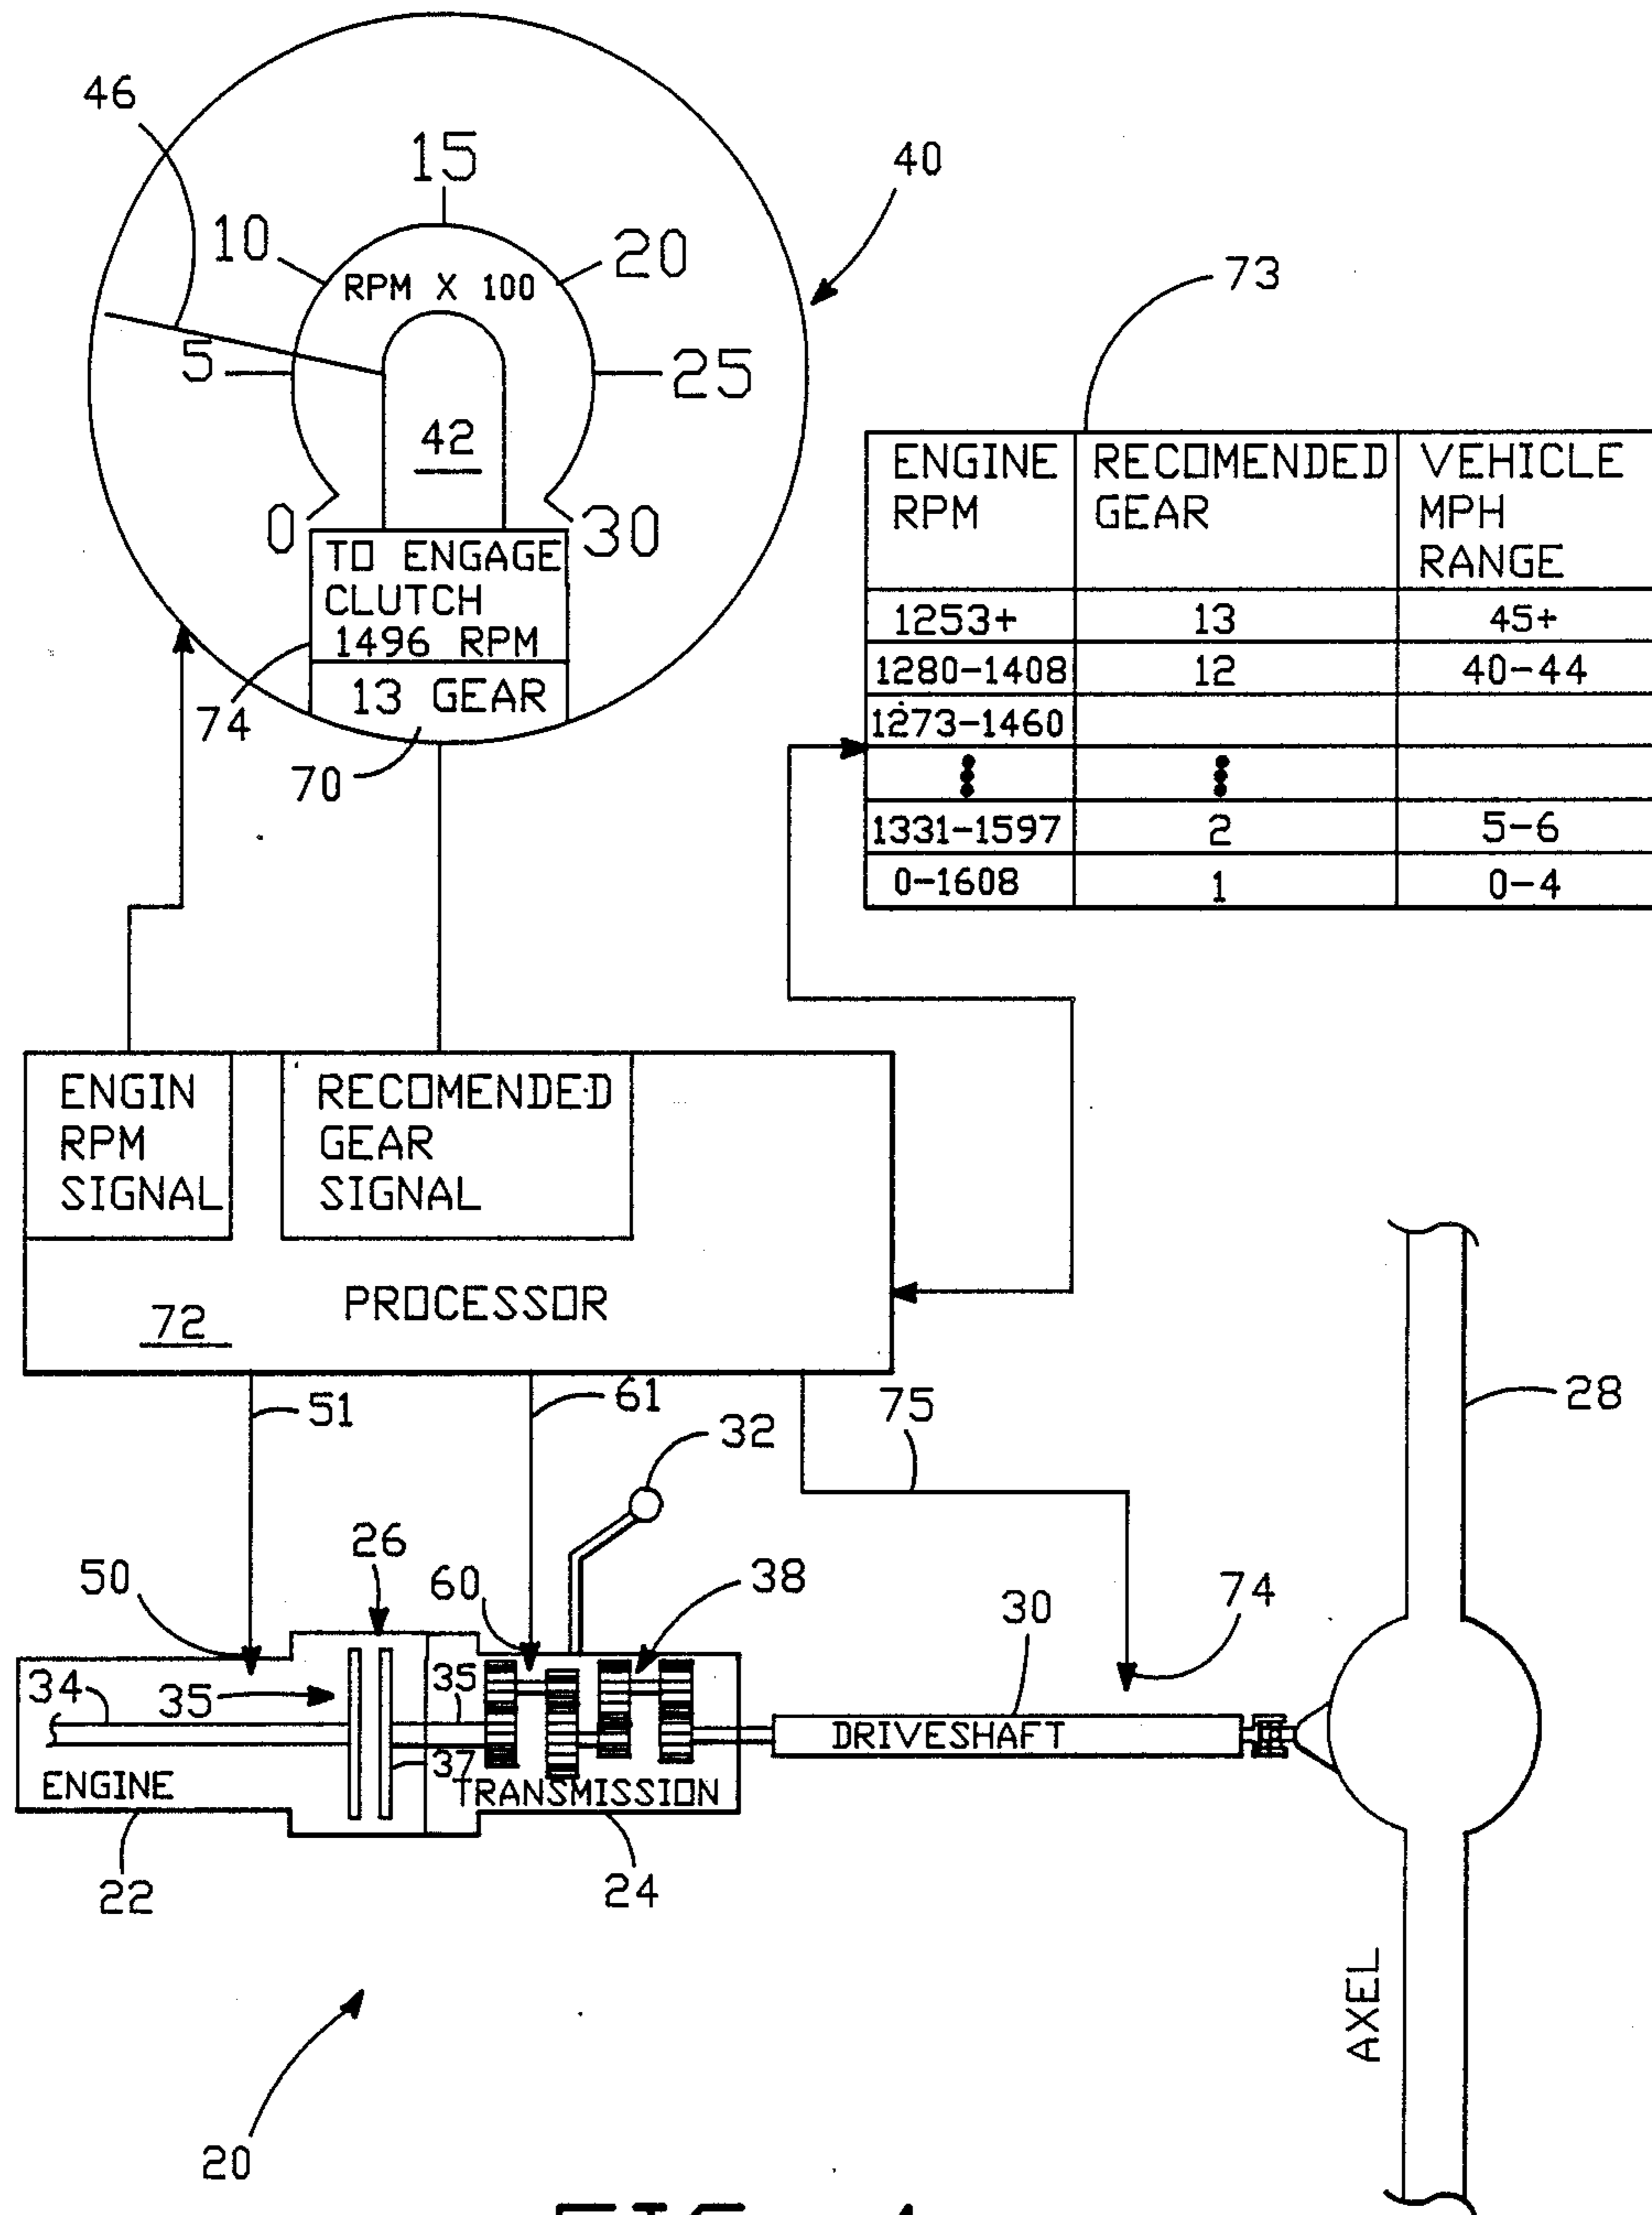 46
15
40
10
20
RPM X 100
73
5
25
42
0
30
TO ENGAGE
CLUTCH
1496 RPM
13 GEAR
74
70
ENGINE RPM
RECOMENDED GEAR
VEHICLE MPH RANGE
1253+ 13 45+
1280-1408 12 40-44
1273-1460
1331-1597 2 5-6
0-1608 1 0-4
ENGIN
RPM
SIGNAL
RECOMENDED
GEAR
SIGNAL
PROCESSOR
72
51
61
75
28
32
26
50
60
38
30
74
34
35
35
37
DRIVESHAFT
ENGINE
TRANSMISSION
22
24
AXEL
20